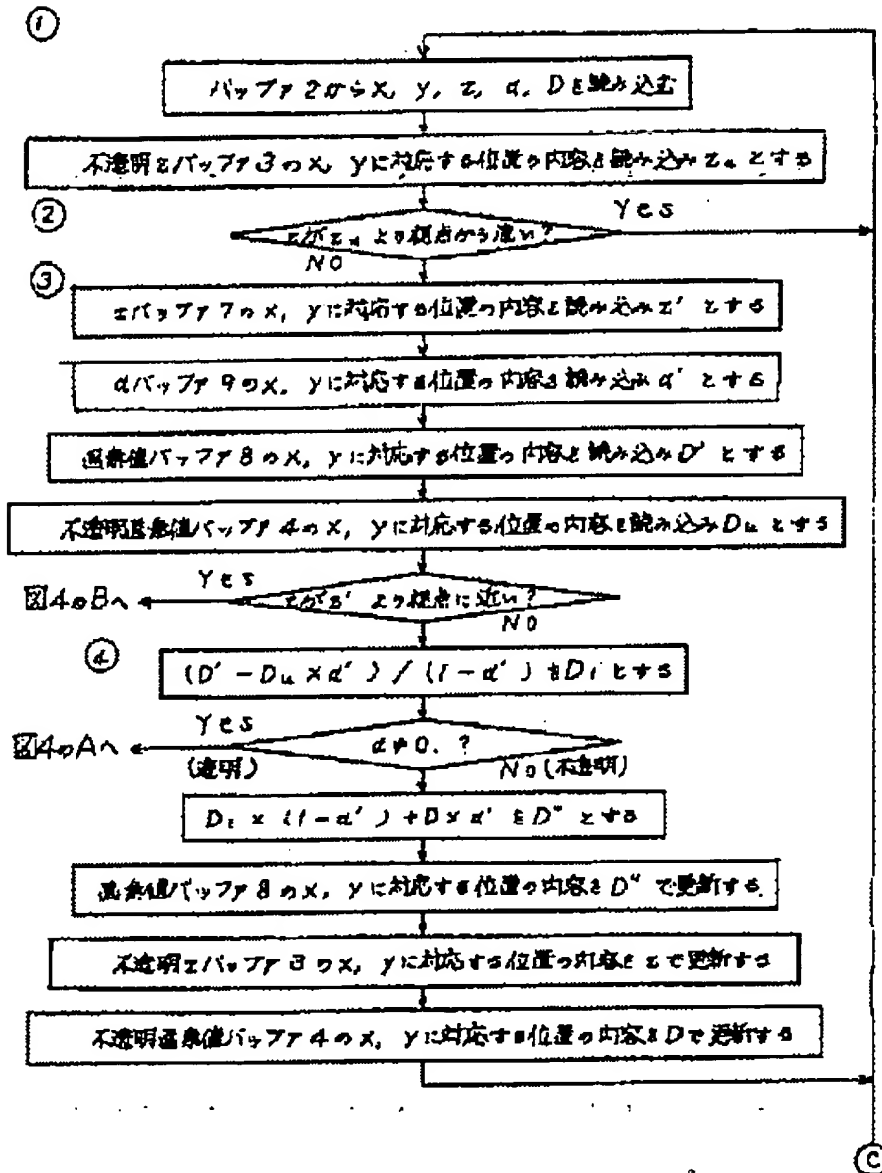 ①
バッファ2からx, y, z, α, Dを読み込む
不透明zバッファ3のx, yに対応する位置の内容を読み込みzuとする
②
zがzuより視点から遠い?
Yes
NO
③
zバッファ7のx, yに対応する位置の内容を読み込みz'とする
αバッファ9のx, yに対応する位置の内容を読み込みα'とする
画素値バッファ8のx, yに対応する位置の内容を読み込みD'とする
不透明画素値バッファ4のx, yに対応する位置の内容を読み込みDuとする
Yes
図4のBへ
zがz'より視点に近い?
NO
④
(D'-Du×α')/(1-α')をDiとする
Yes
図4のAへ
(透明)
α≠0.?
No(不透明)
Di×(1-α')+D×α'をD"とする
画素値バッファ8のx, yに対応する位置の内容をD"で更新する
不透明zバッファ3のx, yに対応する位置の内容をzで更新する
不透明画素値バッファ4のx, yに対応する位置の内容をDで更新する
Ⓒ